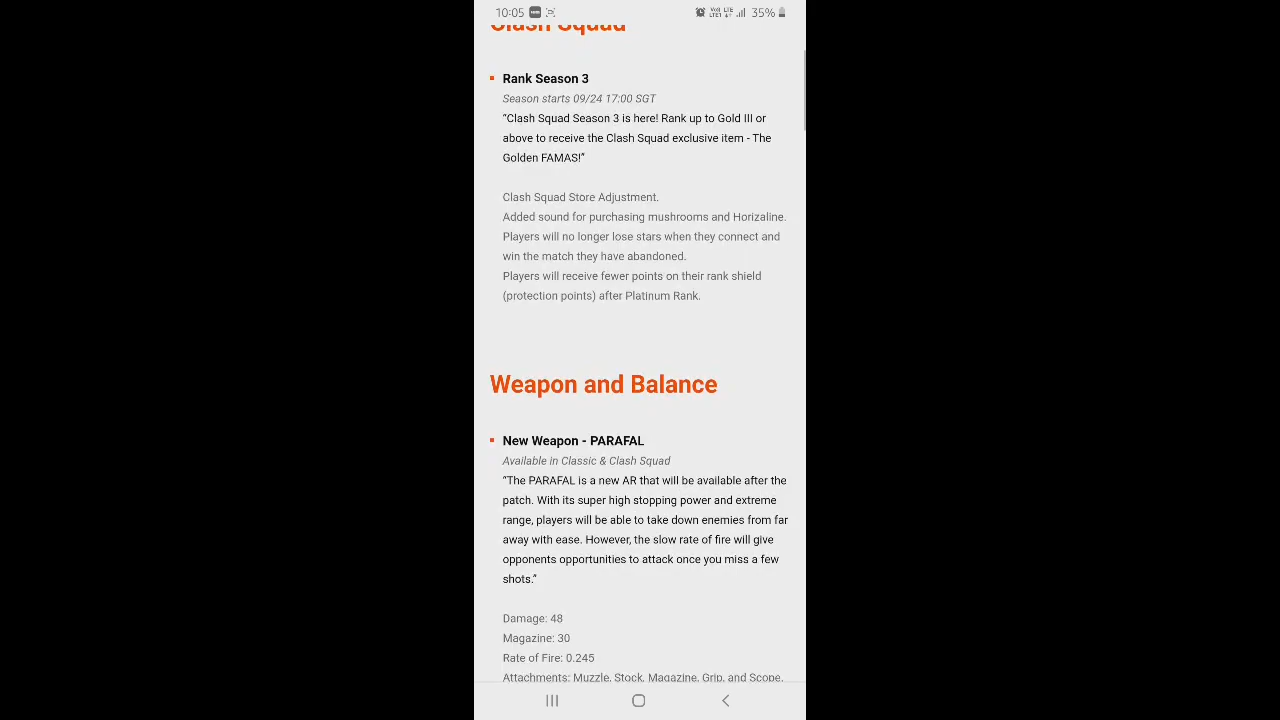 10:05
VoLTE LTE1
LTE
35%
Clash Squad
Rank Season 3
Season starts 09/24 17:00 SGT
“Clash Squad Season 3 is here! Rank up to Gold III or
above to receive the Clash Squad exclusive item - The
Golden FAMAS!”
Clash Squad Store Adjustment.
Added sound for purchasing mushrooms and Horizaline.
Players will no longer lose stars when they connect and
win the match they have abandoned.
Players will receive fewer points on their rank shield
(protection points) after Platinum Rank.
Weapon and Balance
New Weapon - PARAFAL
Available in Classic & Clash Squad
“The PARAFAL is a new AR that will be available after the
patch. With its super high stopping power and extreme
range, players will be able to take down enemies from far
away with ease. However, the slow rate of fire will give
opponents opportunities to attack once you miss a few
shots.”
Damage: 48
Magazine: 30
Rate of Fire: 0.245
Attachments: Muzzle, Stock, Magazine, Grip, and Scope.